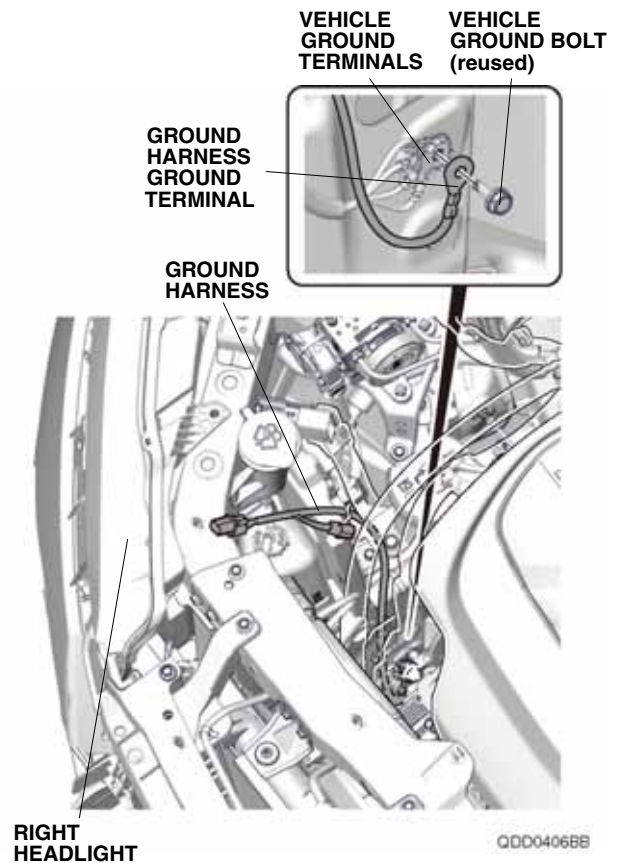 VEHICLE
GROUND
TERMINALS
VEHICLE
GROUND BOLT
(reused)
GROUND
HARNESS
GROUND
TERMINAL
GROUND
HARNESS
RIGHT
HEADLIGHT
QDD0406BB